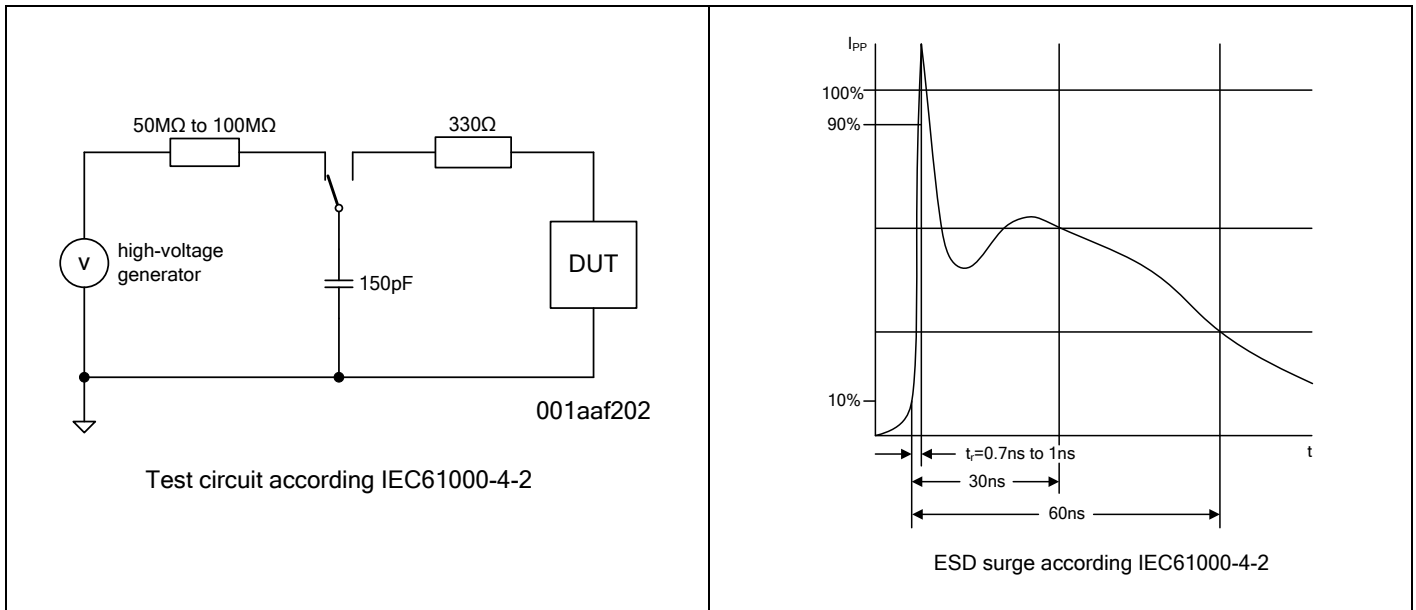 50MΩ to 100MΩ
330Ω
V
high-voltage
generator
150pF
DUT
001aaf202
Test circuit according IEC61000-4-2
IPP
100%
90%
10%
t
tr=0.7ns to 1ns
30ns
60ns
ESD surge according IEC61000-4-2